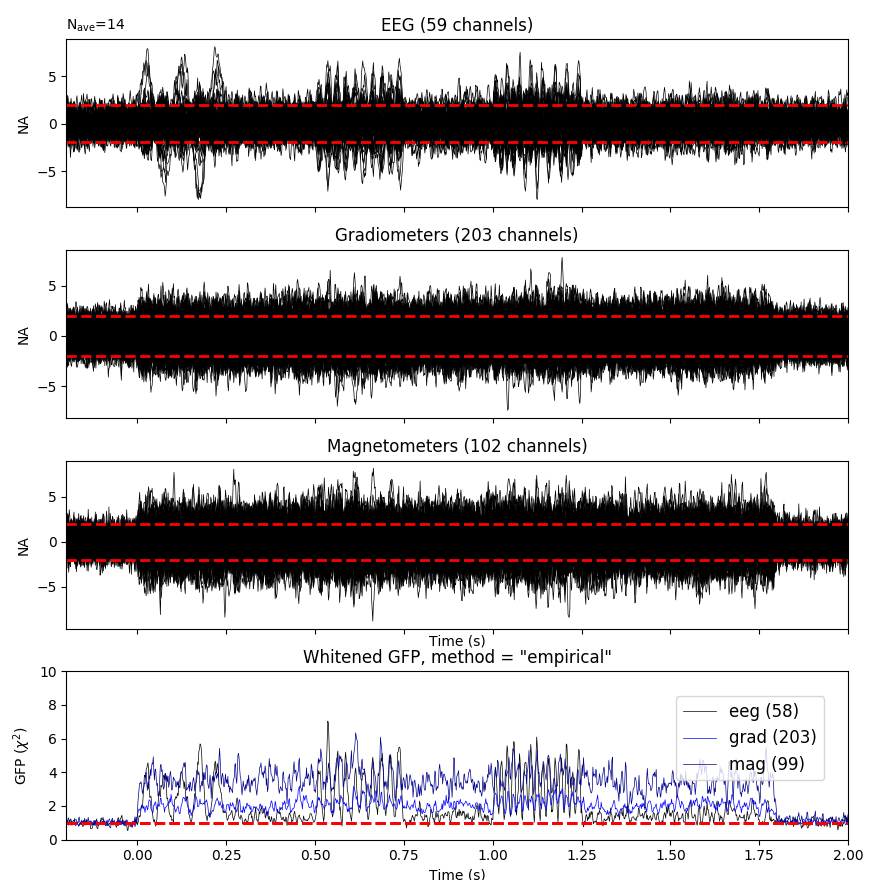 N_ave=14
EEG (59 channels)
5
0
−5
NA
Gradiometers (203 channels)
5
0
−5
NA
Magnetometers (102 channels)
5
0
−5
NA
Time (s)
Whitened GFP, method = "empirical"
10
8
6
4
2
0
GFP (χ²)
eeg (58)
grad (203)
mag (99)
0.00 0.25 0.50 0.75 1.00 1.25 1.50 1.75 2.00
Time (s)